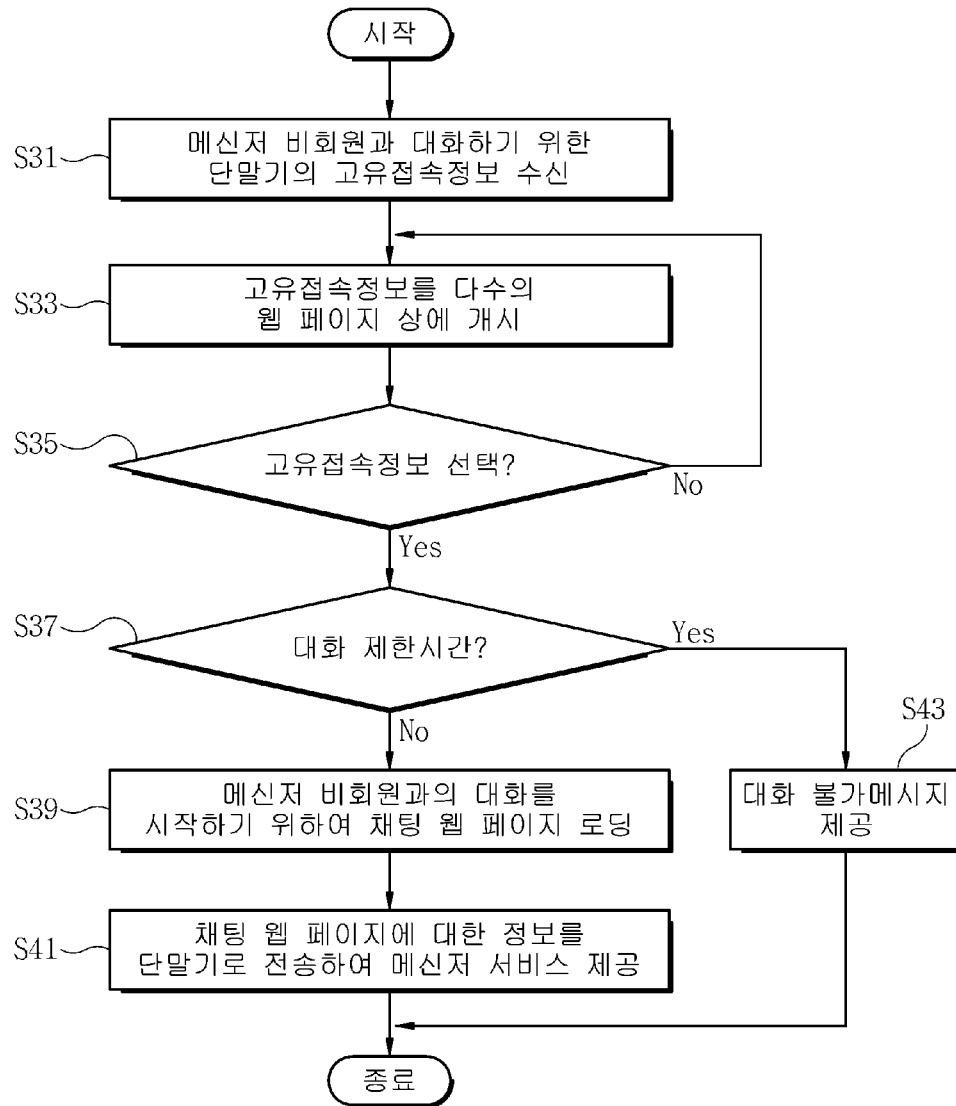 시작
S31
메신저 비회원과 대화하기 위한
단말기의 고유접속정보 수신
S33
고유접속정보를 다수의
웹 페이지 상에 개시
S35
고유접속정보 선택?
No
Yes
S37
대화 제한시간?
Yes
No
S43
S39
메신저 비회원과의 대화를
시작하기 위하여 채팅 웹 페이지 로딩
대화 불가메시지
제공
S41
채팅 웹 페이지에 대한 정보를
단말기로 전송하여 메신저 서비스 제공
종료